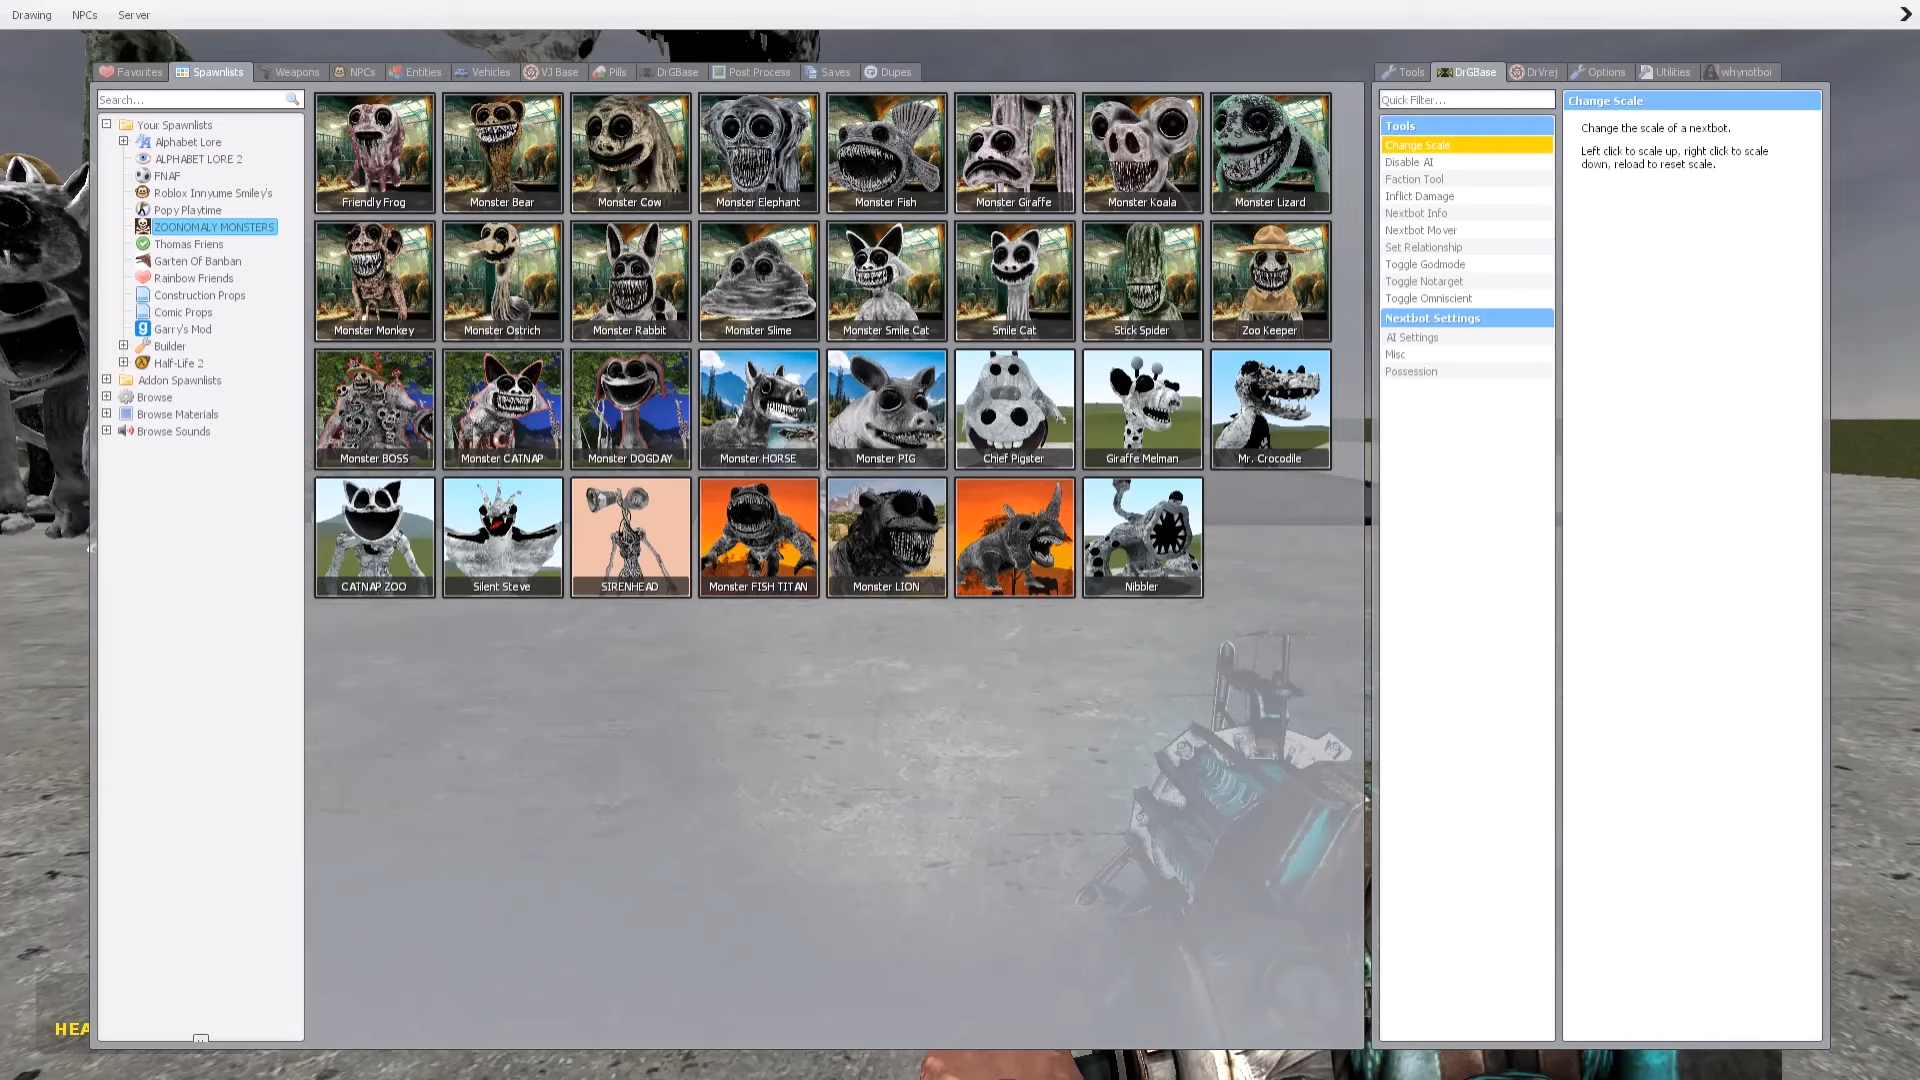 Drawing NPCs Server
Favorites Spawnlists Weapons NPCs Entities Vehicles VJ Base Pills DrGBase Post Process Saves Dupes
Tools DrGBase DrVrej Options Utilities whynotboi
Search...
Your Spawnlists
Alphabet Lore
ALPHABET LORE 2
FNAF
Roblox Innyume Smiley's
Popy Playtime
ZOONOMALY MONSTERS
Thomas Friens
Garten Of Banban
Rainbow Friends
Construction Props
Comic Props
Garry's Mod
Builder
Half-Life 2
Addon Spawnlists
Browse
Browse Materials
Browse Sounds
Friendly Frog
Monster Bear
Monster Cow
Monster Elephant
Monster Fish
Monster Giraffe
Monster Koala
Monster Lizard
Monster Monkey
Monster Ostrich
Monster Rabbit
Monster Slime
Monster Smile Cat
Smile Cat
Stick Spider
Zoo Keeper
Monster BOSS
Monster CATNAP
Monster DOGDAY
Monster HORSE
Monster PIG
Chief Pigster
Giraffe Melman
Mr. Crocodile
CATNAP ZOO
Silent Steve
SIRENHEAD
Monster FISH TITAN
Monster LION
Nibbler
Quick Filter...
Tools
Change Scale
Disable AI
Faction Tool
Inflict Damage
Nextbot Info
Nextbot Mover
Set Relationship
Toggle Godmode
Toggle Notarget
Toggle Omniscient
Nextbot Settings
AI Settings
Misc
Possession
Change Scale
Change the scale of a nextbot.
Left click to scale up, right click to scale
down, reload to reset scale.
HEA